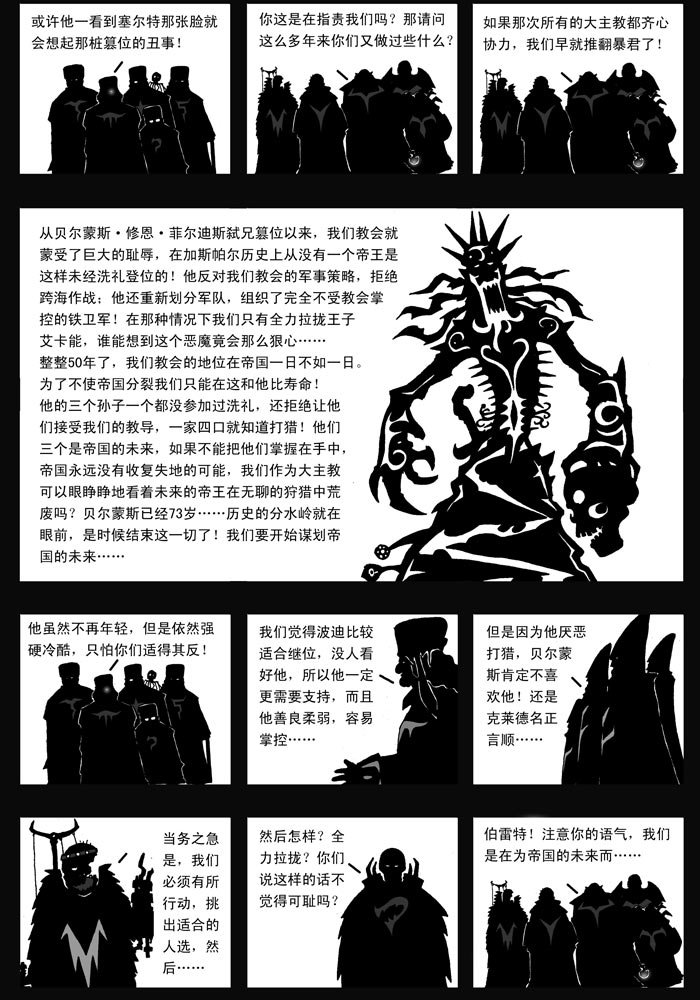 或许他一看到塞尔特那张脸就
会想起那桩篡位的丑事！
你这是在指责我们吗？那请问
这么多年来你们又做过些什么？
如果那次所有的大主教都齐心
协力，我们早就推翻暴君了！
从贝尔蒙斯·修恩·菲尔迪斯弑兄篡位以来，我们教会就
蒙受了巨大的耻辱，在加斯帕尔历史上从没有一个帝王是
这样未经洗礼登位的！他反对我们教会的军事策略，拒绝
跨海作战；他还重新划分军队，组织了完全不受教会掌
控的铁卫军！在那种情况下我们只有全力拉拢王子
艾卡能，谁能想到这个恶魔竟会那么狠心……
整整50年了，我们教会的地位在帝国一日不如一日。
为了不使帝国分裂我们只能在这和他比寿命！
他的三个孙子一个都没参加过洗礼，还拒绝让他
们接受我们的教导，一家四口就知道打猎！他们
三个是帝国的未来，如果不能把他们掌握在手中，
帝国永远没有收复失地的可能，我们作为大主教
可以眼睁睁地看着未来的帝王在无聊的狩猎中荒
废吗？贝尔蒙斯已经73岁……历史的分水岭就在
眼前，是时候结束这一切了！我们要开始谋划帝
国的未来……
他虽然不再年轻，但是依然强
硬冷酷，只怕你们适得其反！
我们觉得波迪比较
适合继位，没人看
好他，所以他一定
更需要支持，而且
他善良柔弱，容易
掌控……
但是因为他厌恶
打猎，贝尔蒙
斯肯定不喜
欢他！还是
克莱德名正
言顺……
当务之急
是，我们
必须有所
行动，挑
出适合的
人选，然
后……
然后怎样？全
力拉拢？你们
说这样的话不
觉得可耻吗？
伯雷特！注意你的语气，我们
是在为帝国的未来而……